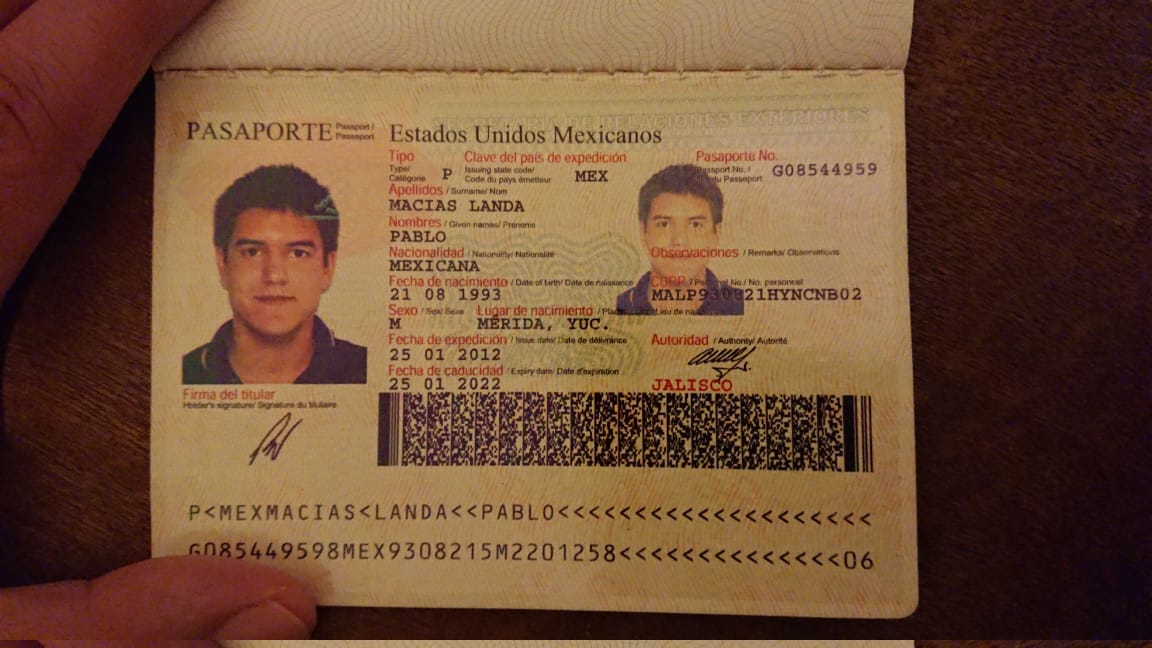 SECRETARÍA DE RELACIONES EXTERIORES
PASAPORTE Passport / Passeport
Estados Unidos Mexicanos
Tipo Type/ Catégorie P
Clave del país de expedición Issuing state code/ Code du pays émetteur MEX
Pasaporte No. Passport No./ du Passeport G08544959
Apellidos / Surname/ Nom
MACIAS LANDA
Nombres / Given names/ Prénoms
PABLO
Nacionalidad / Nationality/ Nationalité
MEXICANA
Observaciones / Remarks/ Observations
Fecha de nacimiento / Date of birth/ Date de naissance
21 08 1993
CURP / Personal No./ No. personnel
MALP930821HYNCNB02
Sexo / Sex/ Sexe
M
Lugar de nacimiento / Place Lieu de nais
MÉRIDA, YUC.
Fecha de expedición / Issue date/ Date de délivrance
25 01 2012
Autoridad / Authority/ Autorité
Fecha de caducidad / Expiry date/ Date d'expiration
25 01 2022
JALISCO
Firma del titular
Holder's signature/ Signature du titulaire
P<MEXMACIAS<LANDA<<PABLO<<<<<<<<<<<<<<<<<<<<
G085449598MEX9308215M2201258<<<<<<<<<<<<<<06